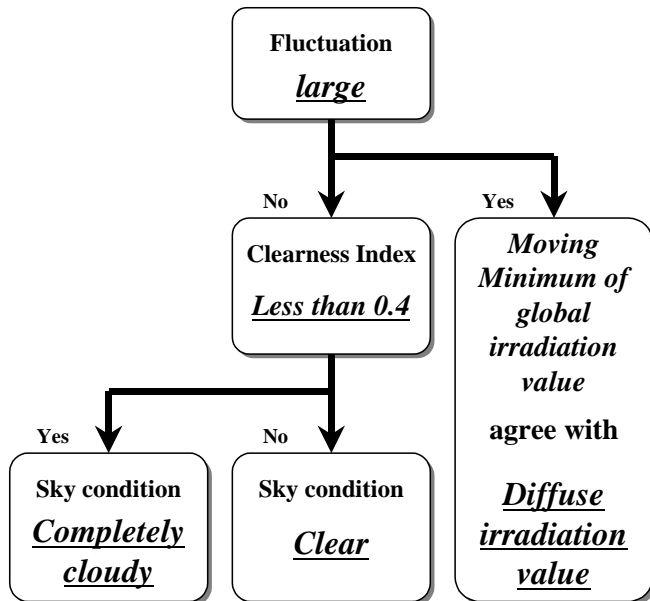 Fluctuation
large
No
Yes
Clearness Index
Less than 0.4
Moving
Minimum of
global
irradiation
value
agree with
Diffuse
irradiation
value
Yes
No
Sky condition
Completely
cloudy
Sky condition
Clear